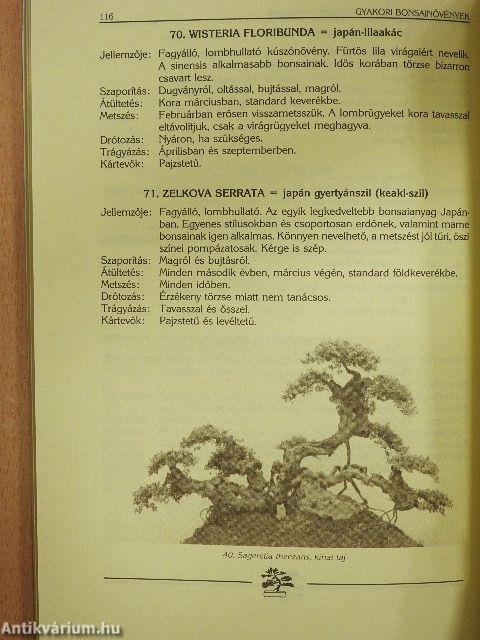 116
GYAKORI BONSAINÖVÉNYEK
70. WISTERIA FLORIBUNDA = japán-lilaakác
Jellemzője: Fagyálló, lombhullató kúszónövény. Fürtös lila virágaiért nevelik.
A sinensis alkalmasabb bonsainak. Idős korában törzse bizarron
csavart lesz.
Szaporítás: Dugványról, oltással, bujtással, magról.
Átültetés: Kora márciusban, standard keverékbe.
Metszés: Februárban erősen visszametsszük. A lombrügyeket kora tavasszal
eltávolítjuk, csak a virágrügyeket meghagyva.
Drótozás: Nyáron, ha szükséges.
Trágyázás: Áprilisban és szeptemberben.
Kártevők: Pajzstetű.
71. ZELKOVA SERRATA = japán gyertyánszil (keaki-szil)
Jellemzője: Fagyálló, lombhullató. Az egyik legkedveltebb bonsaianyag Japán-
ban. Egyenes stílusokban és csoportosan erdőnek, valamint mame
bonsainak igen alkalmas. Könnyen nevelhető, a metszést jól tűri, őszi
színei pompázatosak. Kérge is szép.
Szaporítás: Magról és bujtásról.
Átültetés: Minden második évben, március végén, standard földkeverékbe.
Metszés: Minden időben.
Drótozás: Érzékeny törzse miatt nem tanácsos.
Trágyázás: Tavasszal és ősszel.
Kártevők: Pajzstetű és levéltetű.
40. Sageretia theezans, kínai táj
Antikvárium.hu